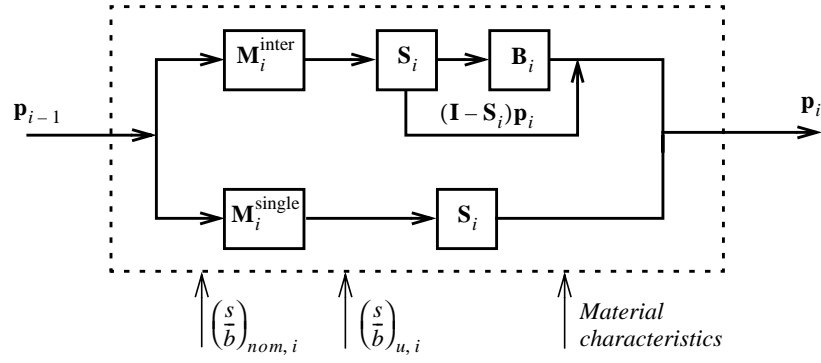 M_i^inter S_i B_i
p_{i – 1} (I – S_i)p_i p_i
M_i^single S_i
(s/b)_{nom, i} (s/b)_{u, i} Material
characteristics